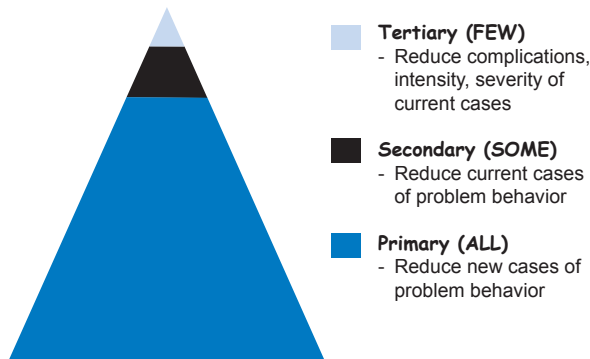 Tertiary (FEW)
- Reduce complications,
intensity, severity of
current cases
Secondary (SOME)
- Reduce current cases
of problem behavior
Primary (ALL)
- Reduce new cases of
problem behavior